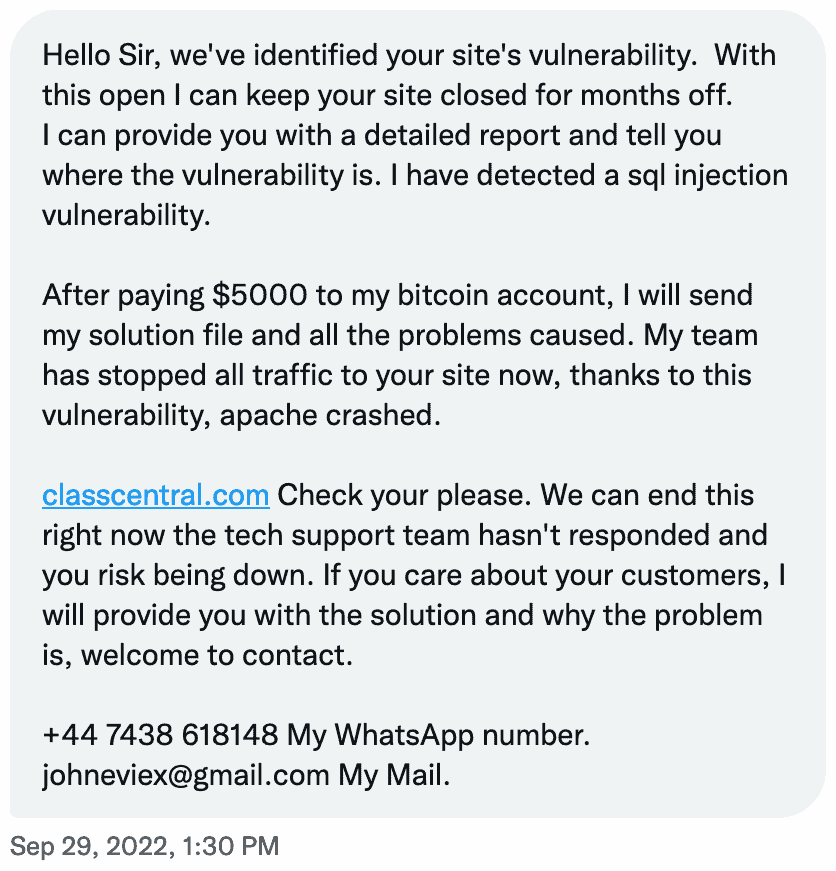 Hello Sir, we've identified your site's vulnerability.  With
this open I can keep your site closed for months off.
I can provide you with a detailed report and tell you
where the vulnerability is. I have detected a sql injection
vulnerability.

After paying $5000 to my bitcoin account, I will send
my solution file and all the problems caused. My team
has stopped all traffic to your site now, thanks to this
vulnerability, apache crashed.

classcentral.com Check your please. We can end this
right now the tech support team hasn't responded and
you risk being down. If you care about your customers, I
will provide you with the solution and why the problem
is, welcome to contact.

+44 7438 618148 My WhatsApp number.
johneviex@gmail.com My Mail.
Sep 29, 2022, 1:30 PM